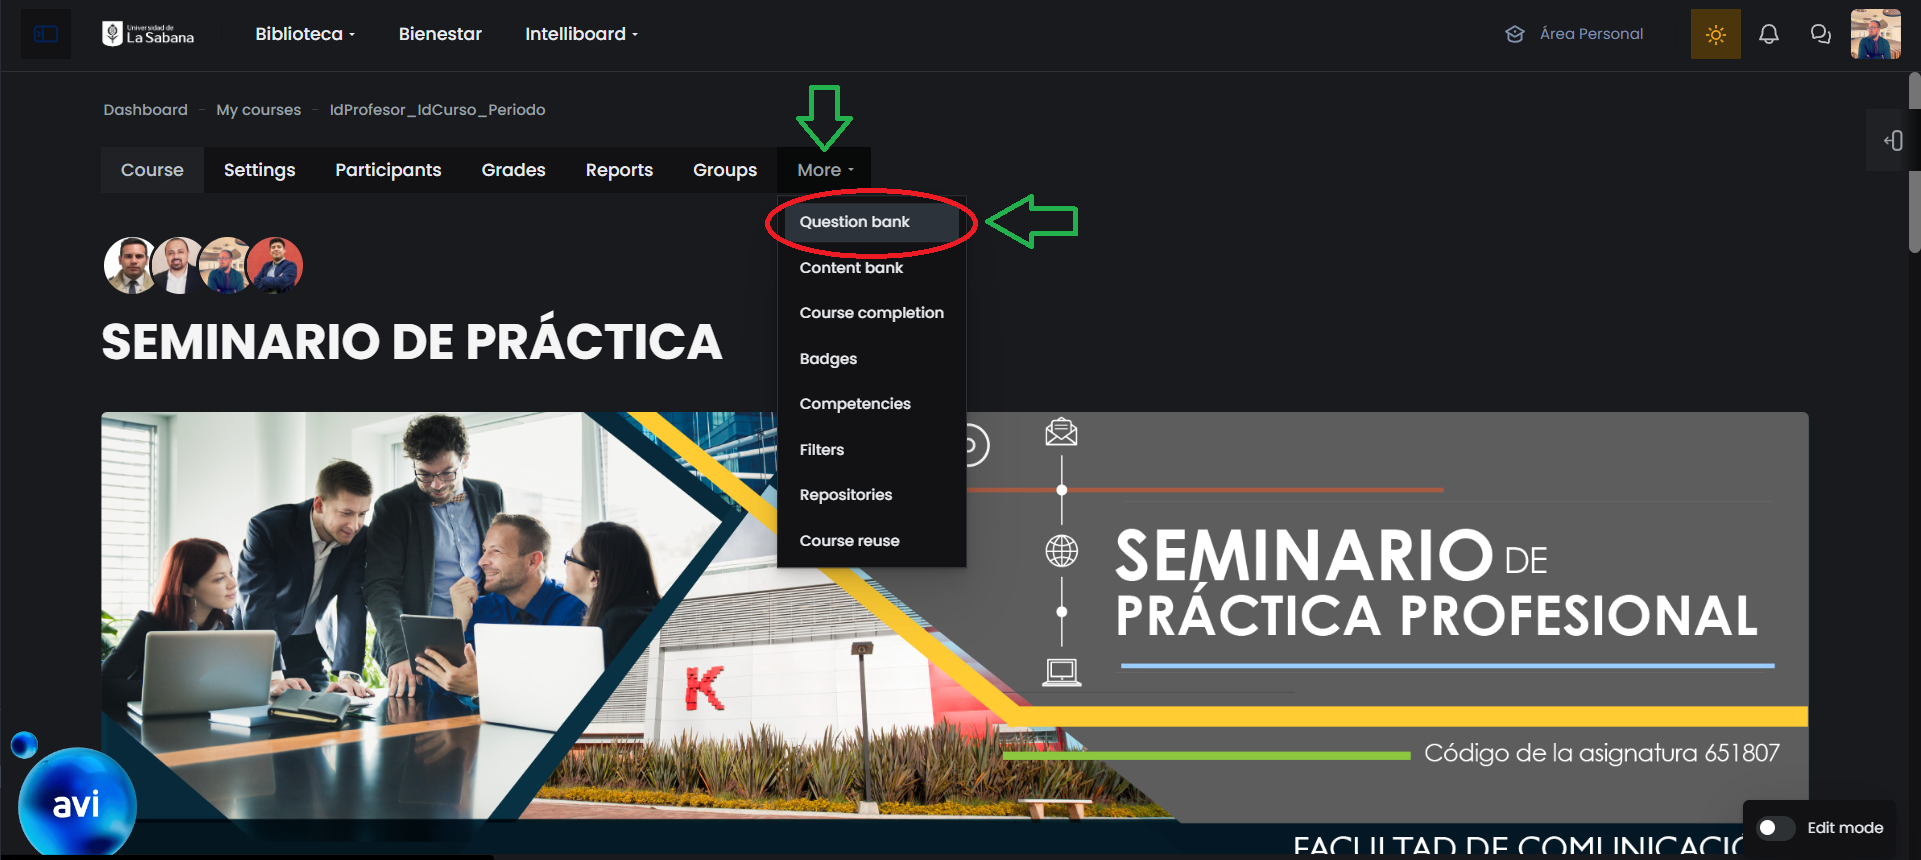 Universidad de
La Sabana
Biblioteca
Bienestar
Intelliboard
Área Personal
Dashboard - My courses - IdProfesor_IdCurso_Periodo
Course
Settings
Participants
Grades
Reports
Groups
More
Question bank
Content bank
Course completion
Badges
Competencies
Filters
Repositories
Course reuse
SEMINARIO DE PRÁCTICA
K
SEMINARIO DE
PRÁCTICA PROFESIONAL
Código de la asignatura 651807
FACULTAD DE COMUNICACIÓ
avi
Edit mode